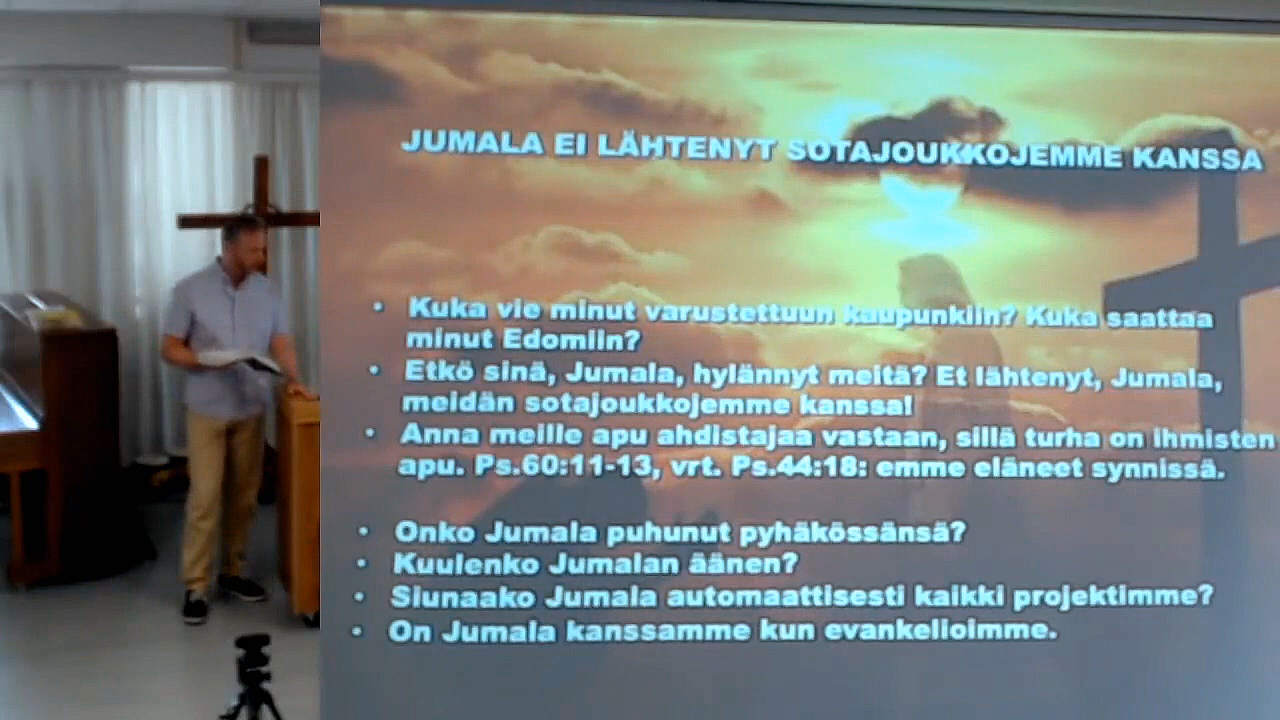 JUMALA EI LÄHTENYT SOTAJOUKKOJEMME KANSSA
• Kuka vie minut varustettuun kaupunkiin? Kuka saattaa
minut Edomiin?
• Etkö sinä, Jumala, hylännyt meitä? Et lähtenyt, Jumala,
meidän sotajoukkojemme kanssa!
• Anna meille apu ahdistajaa vastaan, sillä turha on ihmisten
apu. Ps.60:11-13, vrt. Ps.44:18: emme eläneet synnissä.
• Onko Jumala puhunut pyhäkössänsä?
• Kuulenko Jumalan äänen?
• Siunaako Jumala automaattisesti kaikki projektimme?
• On Jumala kanssamme kun evankelioimme.